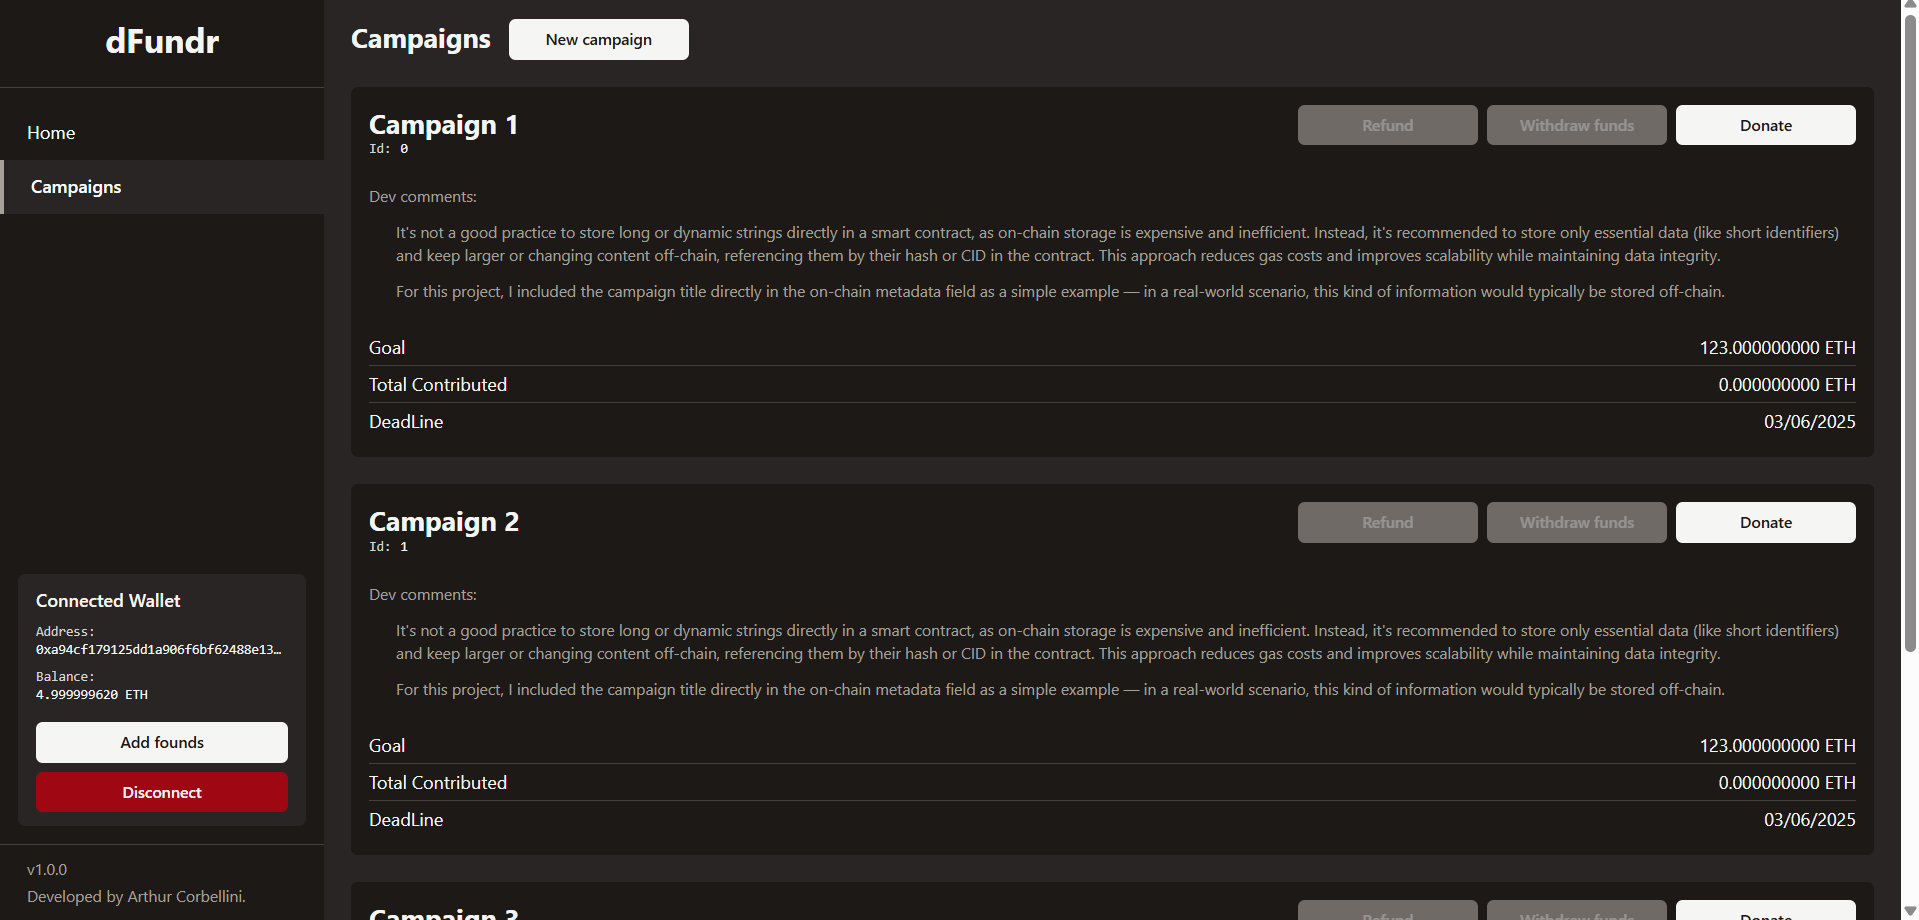 dFundr
Home
Campaigns
Connected Wallet
Address:
0xa94cf179125dd1a906f6bf62488e13…
Balance:
4.999999620 ETH
Add founds
Disconnect
v1.0.0
Developed by Arthur Corbellini.
Campaigns
New campaign
Campaign 1
Id: 0
Refund
Withdraw funds
Donate
Dev comments:
It's not a good practice to store long or dynamic strings directly in a smart contract, as on-chain storage is expensive and inefficient. Instead, it's recommended to store only essential data (like short identifiers)
and keep larger or changing content off-chain, referencing them by their hash or CID in the contract. This approach reduces gas costs and improves scalability while maintaining data integrity.
For this project, I included the campaign title directly in the on-chain metadata field as a simple example — in a real-world scenario, this kind of information would typically be stored off-chain.
Goal 123.000000000 ETH
Total Contributed 0.000000000 ETH
DeadLine 03/06/2025
Campaign 2
Id: 1
Refund
Withdraw funds
Donate
Dev comments:
It's not a good practice to store long or dynamic strings directly in a smart contract, as on-chain storage is expensive and inefficient. Instead, it's recommended to store only essential data (like short identifiers)
and keep larger or changing content off-chain, referencing them by their hash or CID in the contract. This approach reduces gas costs and improves scalability while maintaining data integrity.
For this project, I included the campaign title directly in the on-chain metadata field as a simple example — in a real-world scenario, this kind of information would typically be stored off-chain.
Goal 123.000000000 ETH
Total Contributed 0.000000000 ETH
DeadLine 03/06/2025
Campaign 3
Refund
Withdraw funds
Donate